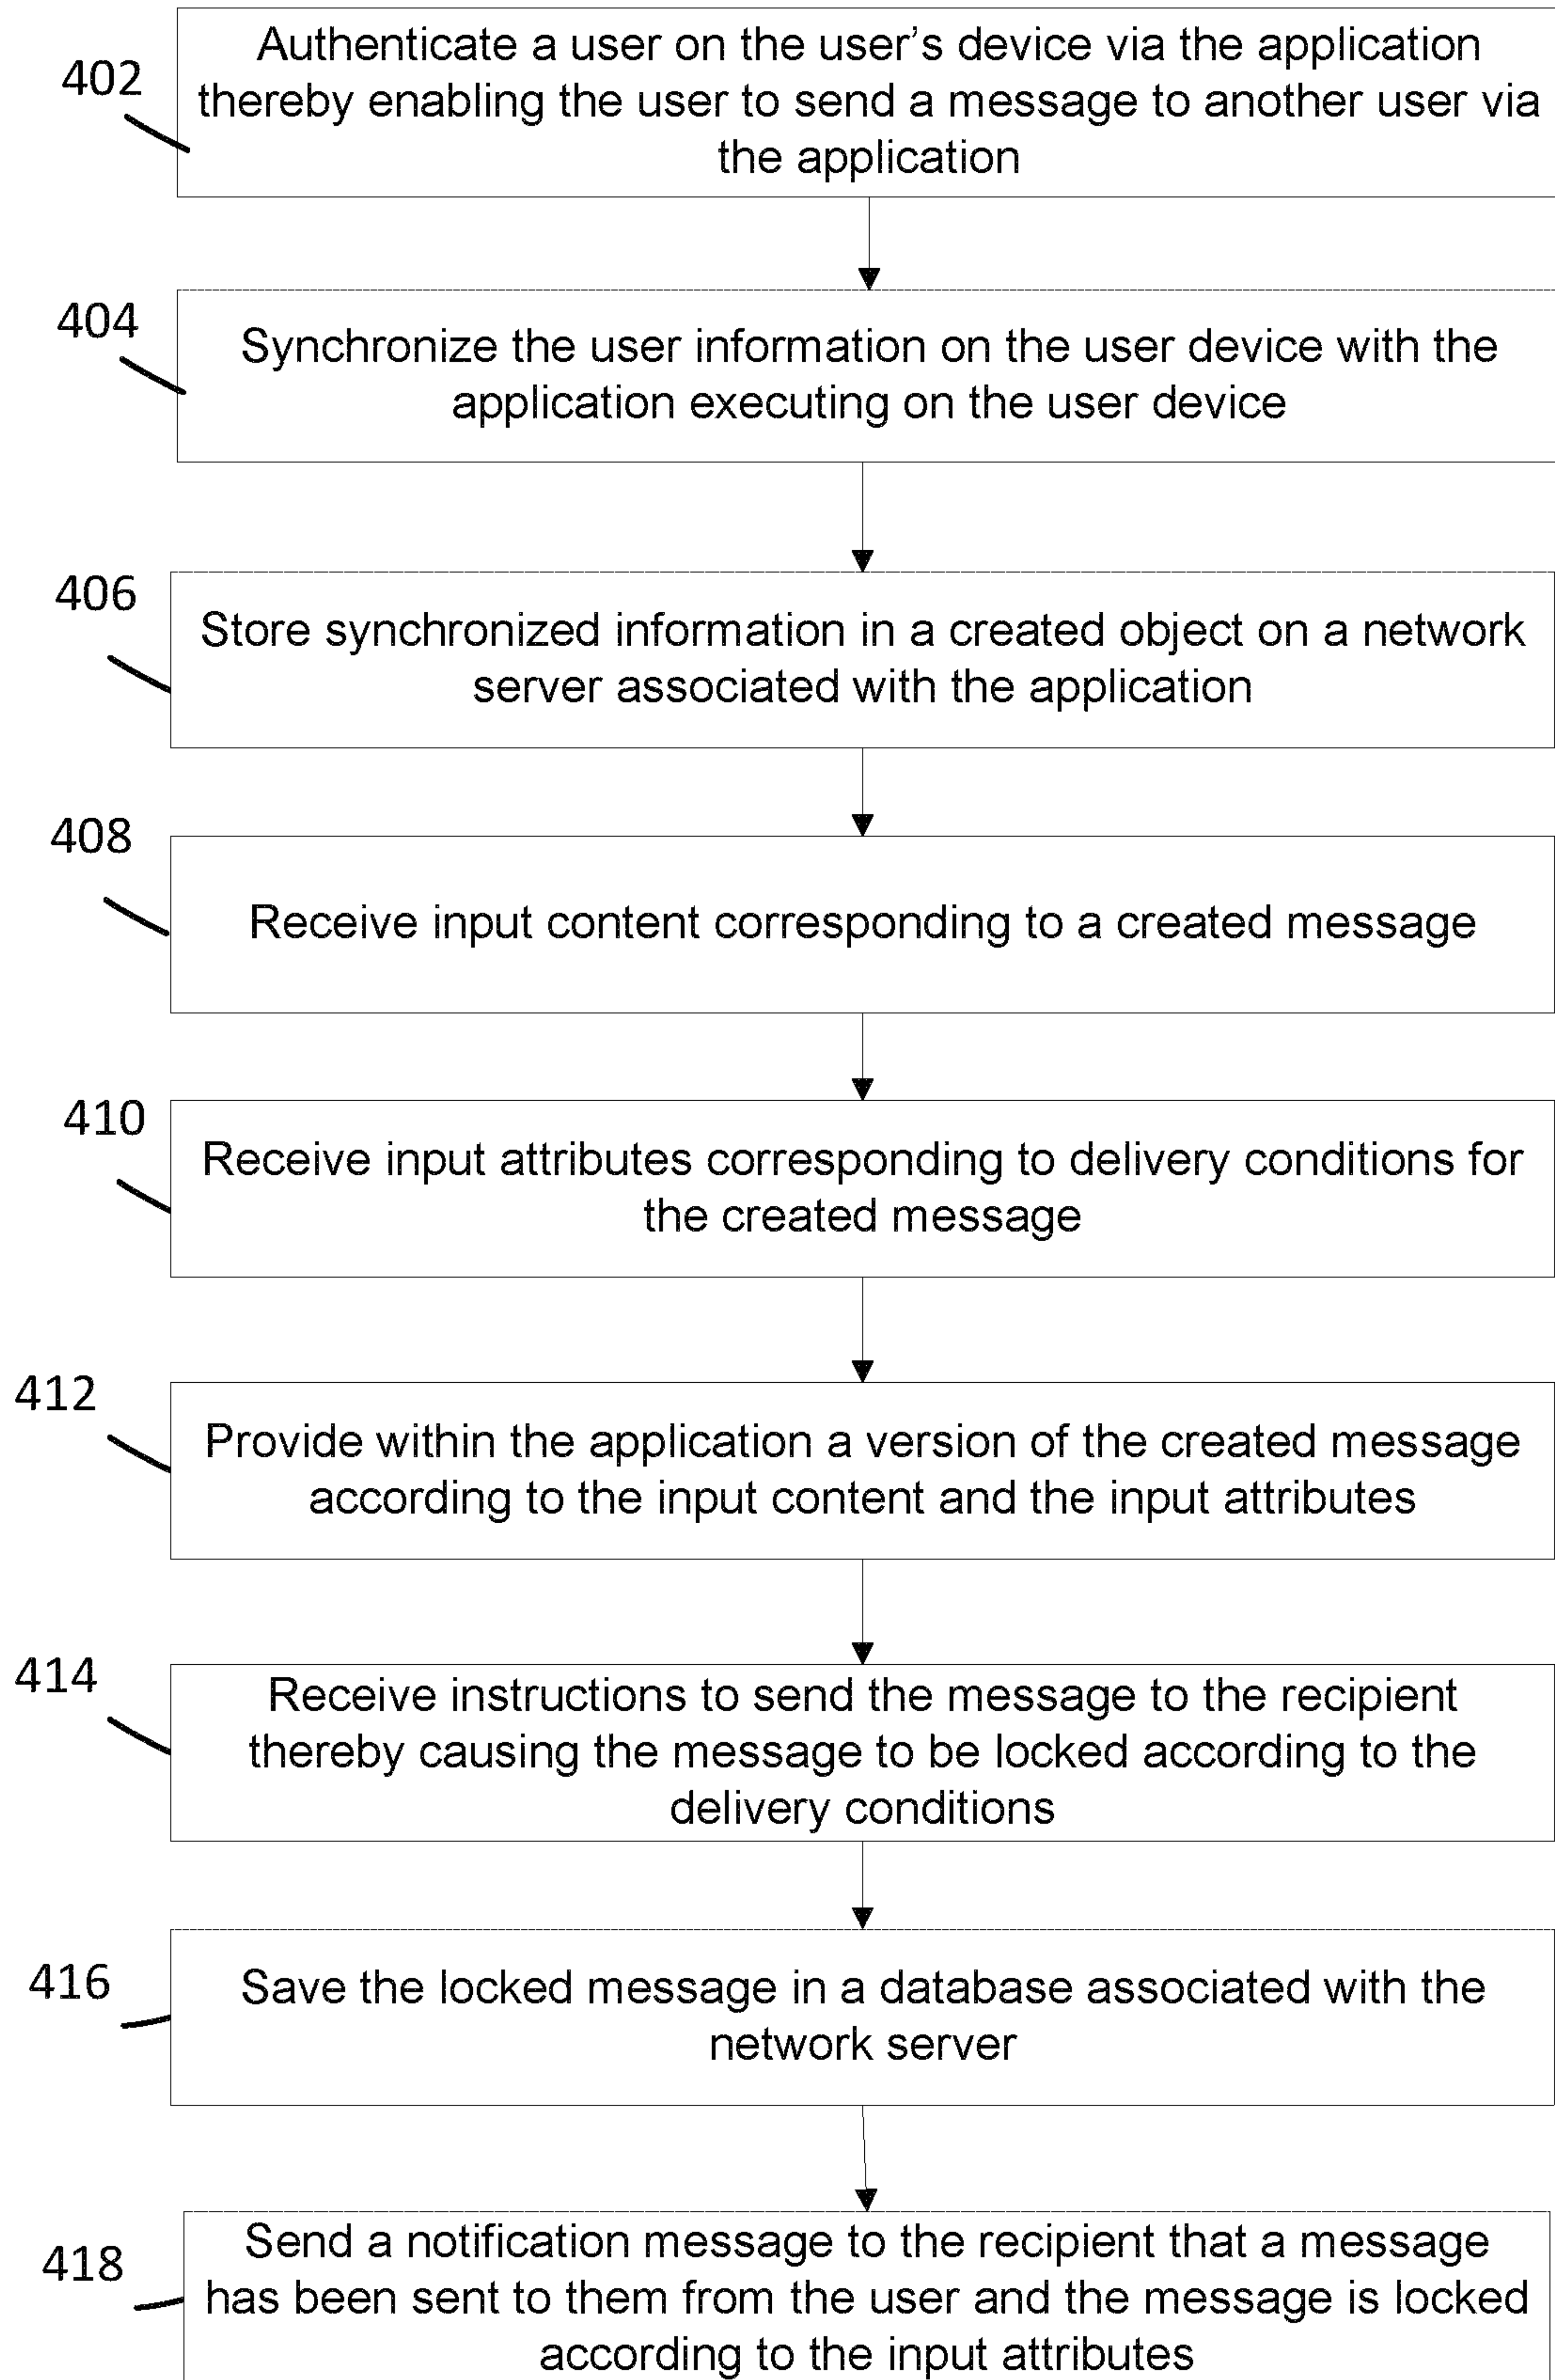 402
Authenticate a user on the user's device via the application
thereby enabling the user to send a message to another user via
the application
404
Synchronize the user information on the user device with the
application executing on the user device
406
Store synchronized information in a created object on a network
server associated with the application
408
Receive input content corresponding to a created message
410
Receive input attributes corresponding to delivery conditions for
the created message
412
Provide within the application a version of the created message
according to the input content and the input attributes
414
Receive instructions to send the message to the recipient
thereby causing the message to be locked according to the
delivery conditions
416
Save the locked message in a database associated with the
network server
418
Send a notification message to the recipient that a message
has been sent to them from the user and the message is locked
according to the input attributes